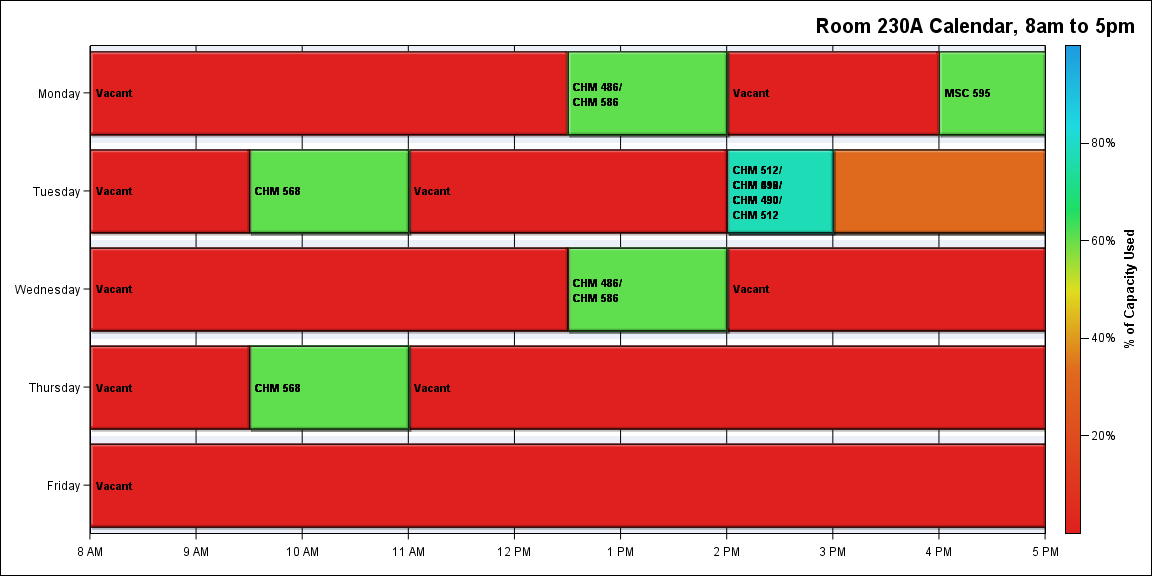 Room 230A Calendar, 8am to 5pm
Monday
Vacant
CHM 486/
CHM 586
Vacant
MSC 595
80%
Tuesday
Vacant
CHM 568
Vacant
CHM 512/
CHM
CHM 490/
CHM 512
60%
% of Capacity Used
Wednesday
Vacant
CHM 486/
CHM 586
Vacant
40%
Thursday
Vacant
CHM 568
Vacant
20%
Friday
Vacant
8 AM
9 AM
10 AM
11 AM
12 PM
1 PM
2 PM
3 PM
4 PM
5 PM